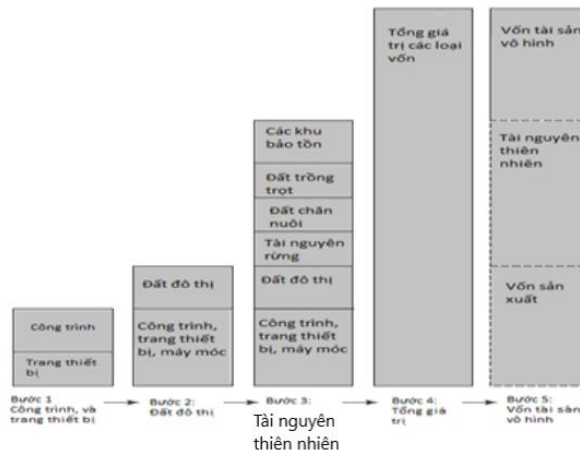 Công trình
Trang thiết
bị
Đất đô thị
Công trình,
trang thiết
bị, máy móc
Các khu
bảo tồn
Đất trồng
trọt
Đất chăn
nuôi
Tài nguyên
rừng
Đất đô thị
Công trình,
trang thiết
bị, máy móc
Tổng giá
trị các loại
vốn
Vốn tài sản
vô hình
Tài nguyên
thiên
nhiên
Vốn sản
xuất
Bước 1
Công trình, và
trang thiết bị
Bước 2:
Đất đô thị
Bước 3:
Tài nguyên
thiên nhiên
Bước 4:
Tổng giá
trị
Bước 5:
Vốn tài sản
vô hình